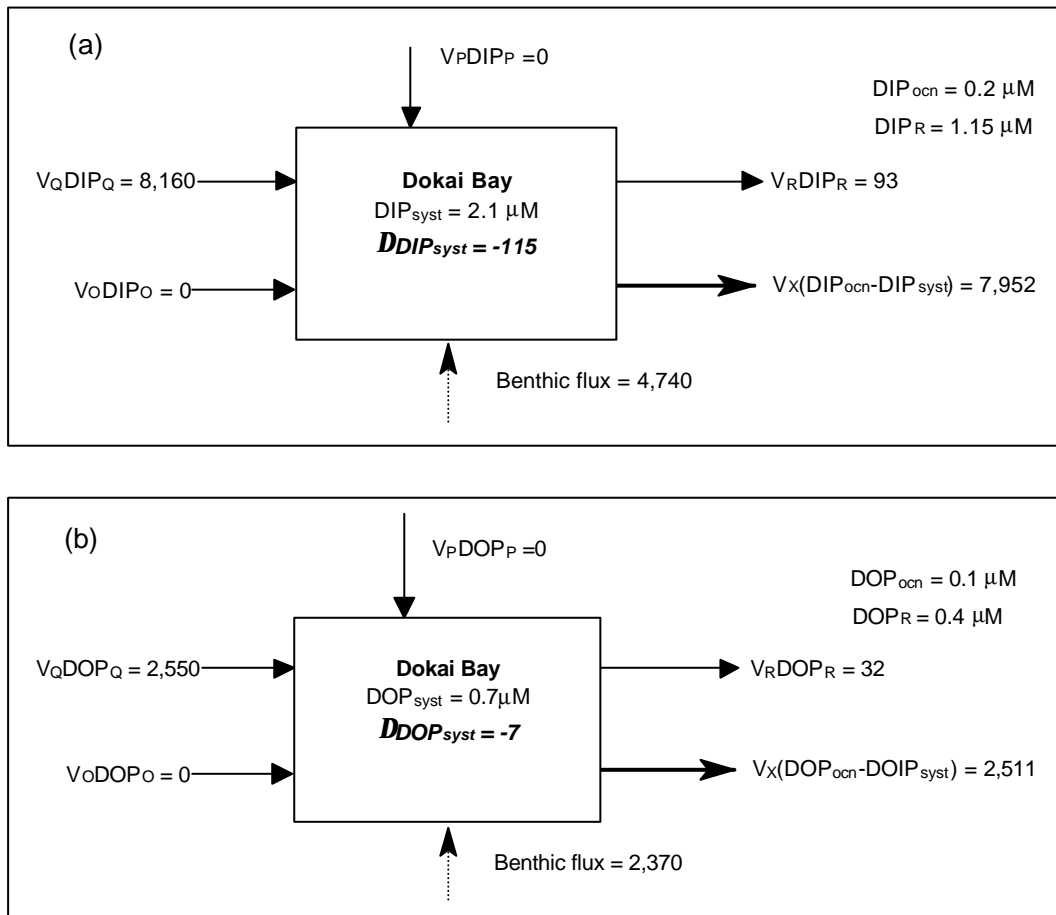 (a)
VPDIPP =0
DIPocn = 0.2 μM
DIPR = 1.15 μM
VQDIPQ = 8,160
Dokai Bay
VRDIPR = 93
DIPsyst = 2.1 μM
DDIPsyst = -115
VODIPO = 0
VX(DIPocn-DIPsyst) = 7,952
Benthic flux = 4,740
(b)
VPDOPP =0
DOPocn = 0.1 μM
DOPR = 0.4 μM
VQDOPQ = 2,550
Dokai Bay
VRDOPR = 32
DOPsyst = 0.7μM
DDOPsyst = -7
VODOPO = 0
VX(DOPocn-DOIPsyst) = 2,511
Benthic flux = 2,370